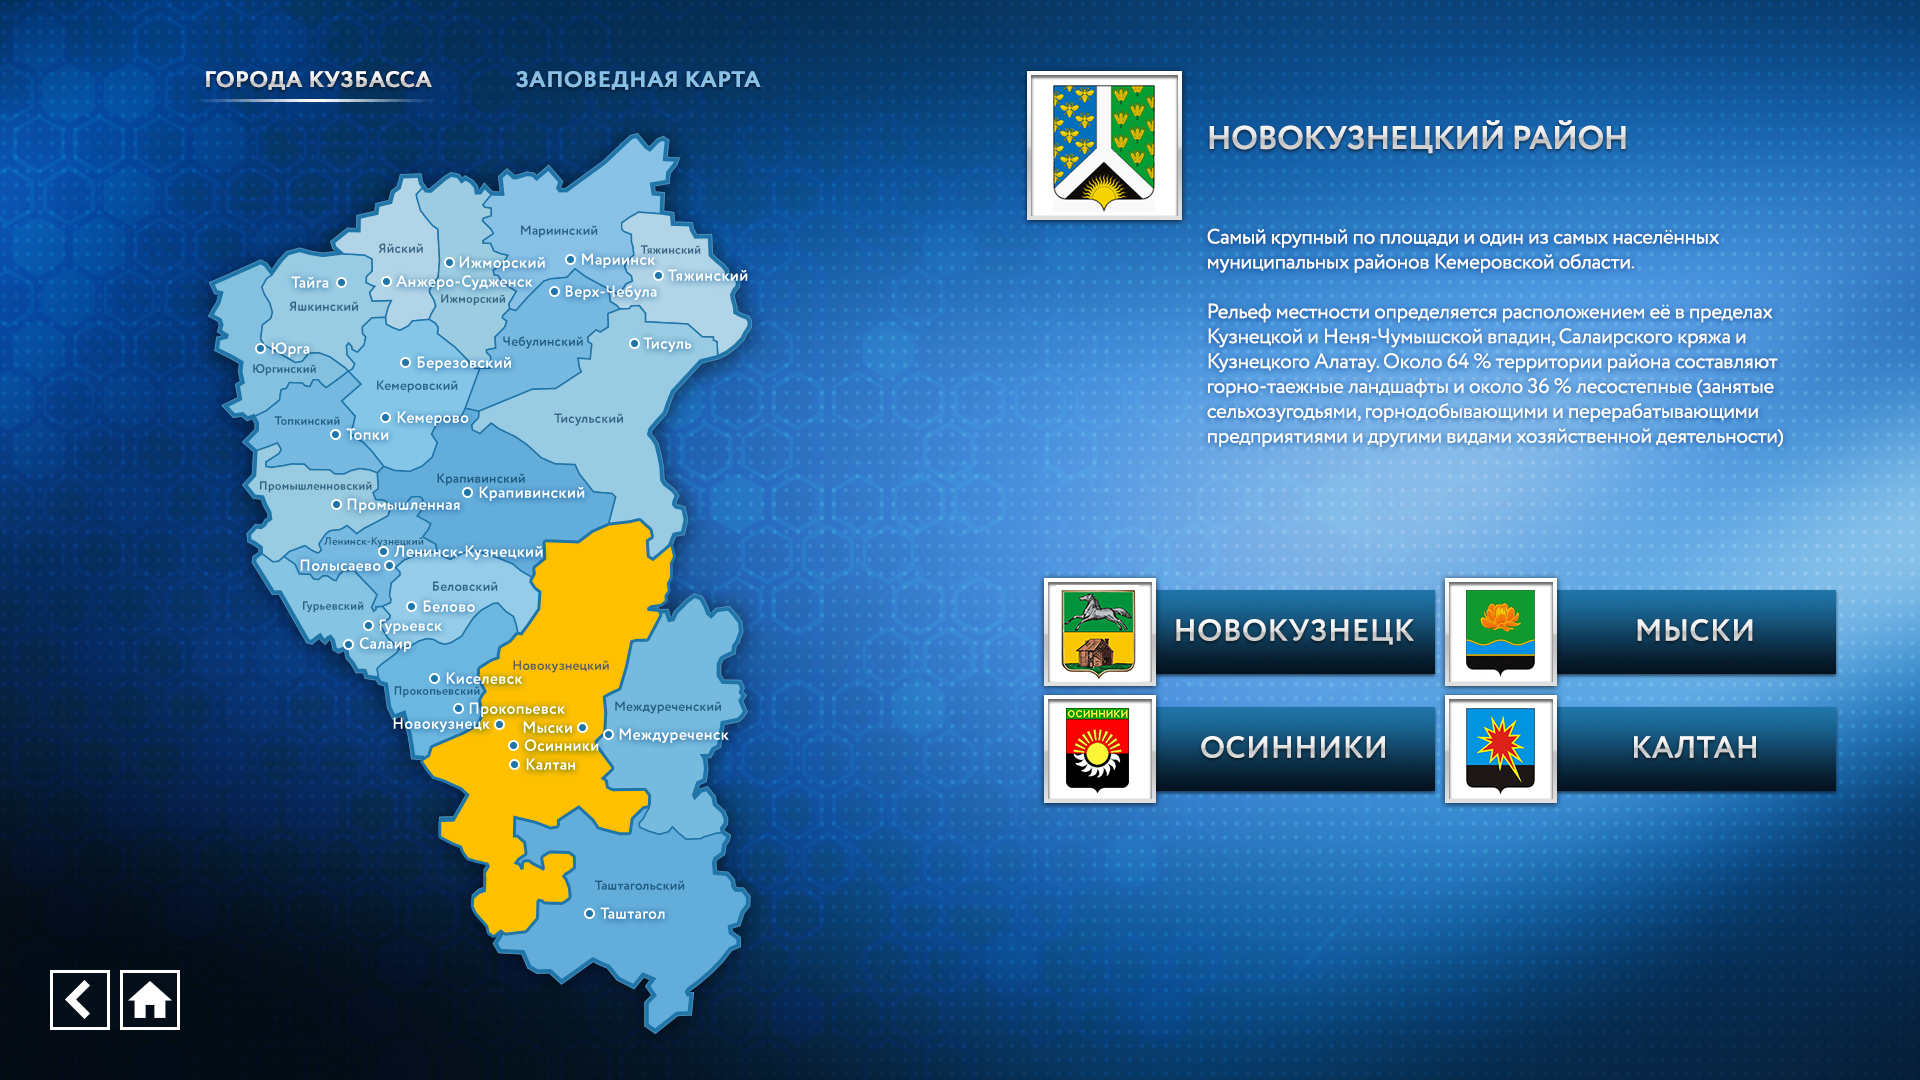 ГОРОДА КУЗБАССА
ЗАПОВЕДНАЯ КАРТА
НОВОКУЗНЕЦКИЙ РАЙОН
Самый крупный по площади и один из самых населённых
муниципальных районов Кемеровской области.
Рельеф местности определяется расположением её в пределах
Кузнецкой и Неня-Чумышской впадин, Салаирского кряжа и
Кузнецкого Алатау. Около 64 % территории района составляют
горно-таежные ландшафты и около 36 % лесостепные (занятые
сельхозугодьями, горнодобывающими и перерабатывающими
предприятиями и другими видами хозяйственной деятельности)
НОВОКУЗНЕЦК
МЫСКИ
ОСИННИКИ
ОСИННИКИ
КАЛТАН
Мариинский
Яйский
Тяжинский
Ижморский
Мариинск
Тяжинский
Тайга
Анжеро-Судженск
Верх-Чебула
Ижморский
Яшкинский
Чебулинский
Тисуль
Юрга
Березовский
Юргинский
Кемеровский
Топкинский
Кемерово
Тисульский
Топки
Крапивинский
Промышленновский
Крапивинский
Промышленная
Ленинск-Кузнецкий
Ленинск-Кузнецкий
Полысаево
Беловский
Гурьевский
Белово
Гурьевск
Салаир
Новокузнецкий
Киселевск
Прокопьевский
Прокопьевск
Междуреченский
Новокузнецк
Мыски
Междуреченск
Осинники
Калтан
Таштагольский
Таштагол